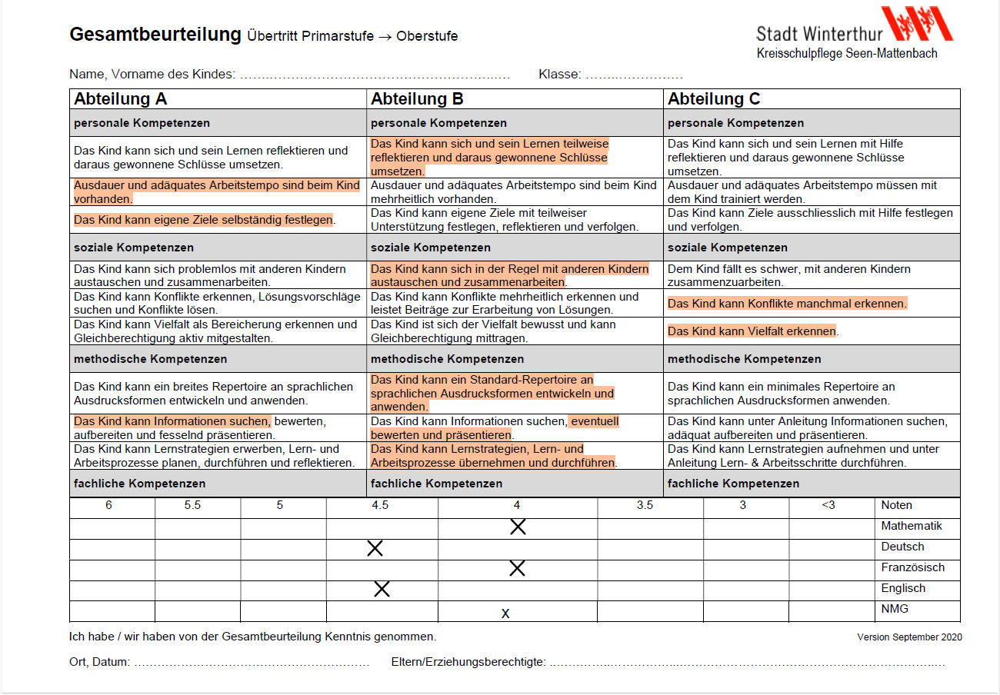 Gesamtbeurteilung Übertritt Primarstufe → Oberstufe
Stadt Winterthur
Kreisschulpflege Seen-Mattenbach
Name, Vorname des Kindes: ……………………………………………………… Klasse: ……………………
Abteilung A
Abteilung B
Abteilung C
personale Kompetenzen
personale Kompetenzen
personale Kompetenzen
Das Kind kann sich und sein Lernen reflektieren und
daraus gewonnene Schlüsse umsetzen.
Das Kind kann sich und sein Lernen teilweise
reflektieren und daraus gewonnene Schlüsse
umsetzen.
Das Kind kann sich und sein Lernen mit Hilfe
reflektieren und daraus gewonnene Schlüsse
umsetzen.
Ausdauer und adäquates Arbeitstempo sind beim Kind
vorhanden.
Ausdauer und adäquates Arbeitstempo sind beim Kind
mehrheitlich vorhanden.
Ausdauer und adäquates Arbeitstempo müssen mit
dem Kind trainiert werden.
Das Kind kann eigene Ziele selbständig festlegen.
Das Kind kann eigene Ziele mit teilweiser
Unterstützung festlegen, reflektieren und verfolgen.
Das Kind kann Ziele ausschliesslich mit Hilfe festlegen
und verfolgen.
soziale Kompetenzen
soziale Kompetenzen
soziale Kompetenzen
Das Kind kann sich problemlos mit anderen Kindern
austauschen und zusammenarbeiten.
Das Kind kann sich in der Regel mit anderen Kindern
austauschen und zusammenarbeiten.
Dem Kind fällt es schwer, mit anderen Kindern
zusammenzuarbeiten.
Das Kind kann Konflikte erkennen, Lösungsvorschläge
suchen und Konflikte lösen.
Das Kind kann Konflikte mehrheitlich erkennen und
leistet Beiträge zur Erarbeitung von Lösungen.
Das Kind kann Konflikte manchmal erkennen.
Das Kind kann Vielfalt als Bereicherung erkennen und
Gleichberechtigung aktiv mitgestalten.
Das Kind ist sich der Vielfalt bewusst und kann
Gleichberechtigung mittragen.
Das Kind kann Vielfalt erkennen.
methodische Kompetenzen
methodische Kompetenzen
methodische Kompetenzen
Das Kind kann ein breites Repertoire an sprachlichen
Ausdrucksformen entwickeln und anwenden.
Das Kind kann ein Standard-Repertoire an
sprachlichen Ausdrucksformen entwickeln und
anwenden.
Das Kind kann ein minimales Repertoire an
sprachlichen Ausdrucksformen anwenden.
Das Kind kann Informationen suchen, bewerten,
aufbereiten und fesselnd präsentieren.
Das Kind kann Informationen suchen, eventuell
bewerten und präsentieren.
Das Kind kann unter Anleitung Informationen suchen,
adäquat aufbereiten und präsentieren.
Das Kind kann Lernstrategien erwerben, Lern- und
Arbeitsprozesse planen, durchführen und reflektieren.
Das Kind kann Lernstrategien, Lern- und
Arbeitsprozesse übernehmen und durchführen.
Das Kind kann Lernstrategien aufnehmen und unter
Anleitung Lern- & Arbeitsschritte durchführen.
fachliche Kompetenzen
fachliche Kompetenzen
fachliche Kompetenzen
6 5.5 5 4.5 4 3.5 3 <3 Noten
X Mathematik
X Deutsch
X Französisch
X Englisch
x NMG
Ich habe / wir haben von der Gesamtbeurteilung Kenntnis genommen.
Version September 2020
Ort, Datum: ……………………………………………… Eltern/Erziehungsberechtigte: ……………………………………………………………………